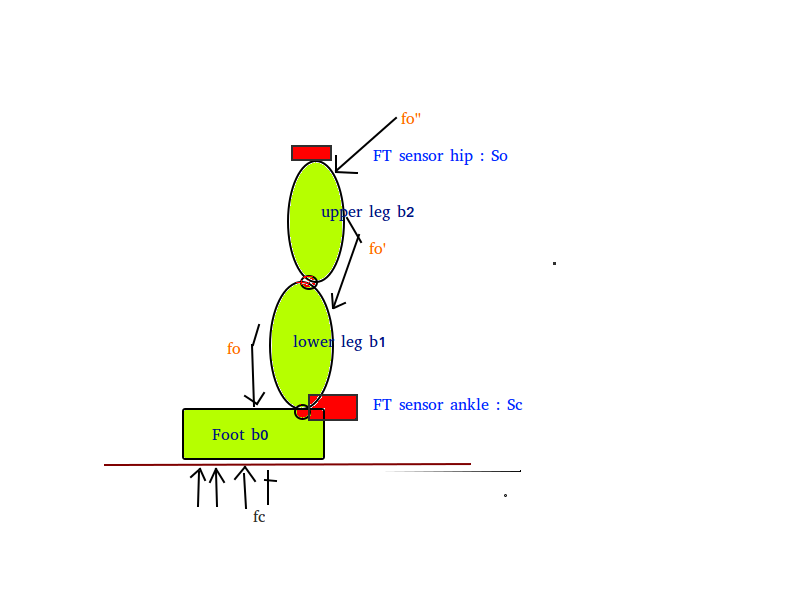 fo"
FT sensor hip : So
upper leg b2
fo'
lower leg b1
fo
FT sensor ankle : Sc
Foot b0
fc